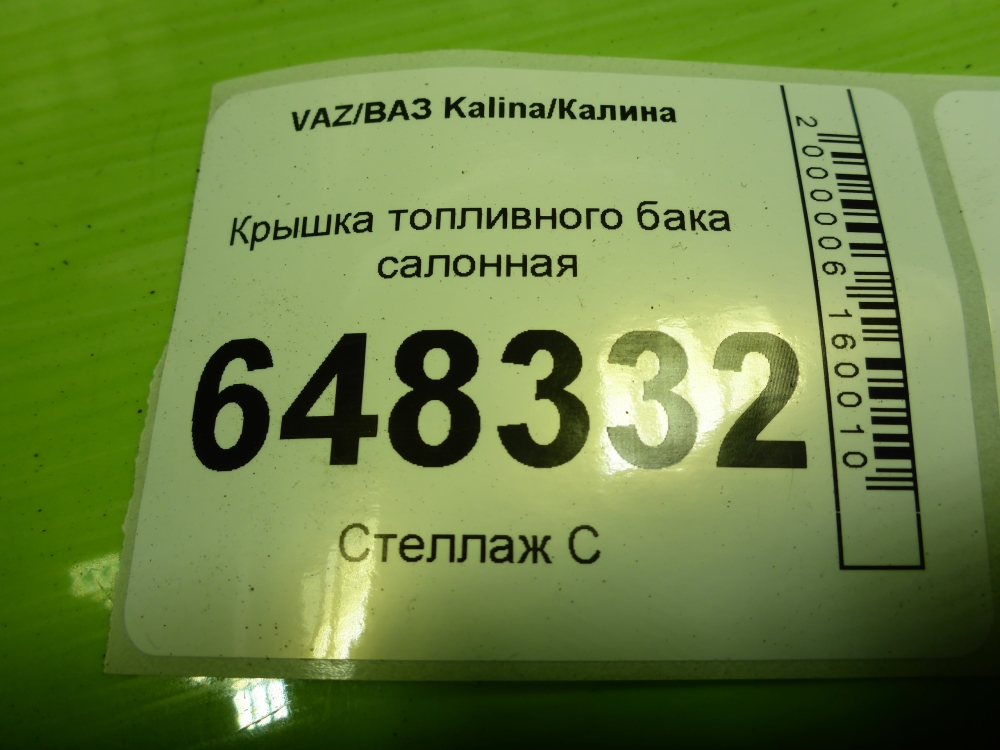 VAZ/ВАЗ Kalina/Калина
Крышка топливного бака
салонная
648332
Стеллаж С
2000006160010